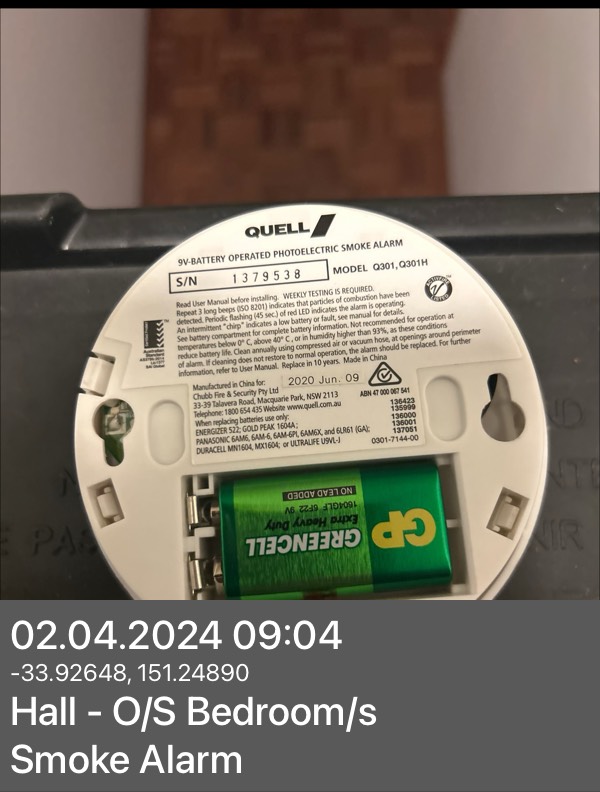 QUELL
9V-BATTERY OPERATED PHOTOELECTRIC SMOKE ALARM
S/N 1379538 MODEL Q301,Q301H
Read User Manual before installing. WEEKLY TESTING IS REQUIRED.
Repeat 3 long beeps (ISO 8201) indicates that particles of combustion have been
detected. Periodic flashing (45 sec.) of red LED indicates the alarm is operating.
An intermittent "chirp" indicates a low battery or fault, see manual for details.
See battery compartment for complete battery information. Not recommended for operation at
temperatures below 0° C, above 40° C, or in humidity higher than 93%, as these conditions
reduce battery life. Clean annually using compressed air or vacuum hose, at openings around perimeter
of alarm. If cleaning does not restore to normal operation, the alarm should be replaced. For further
information, refer to User Manual. Replace in 10 years. Made in China
Manufactured in China for: 2020 Jun. 09
Chubb Fire & Security Pty Ltd ABN 47 000 067 541
33-39 Talavera Road, Macquarie Park, NSW 2113
Telephone: 1800 654 435 Website www.quell.com.au
When replacing batteries use only:
ENERGIZER 522; GOLD PEAK 1604A;
PANASONIC 6AM6, 6AM-6, 6AM-6PI, 6AM6X, and 6LR61 (GA);
DURACELL MN1604, MX1604; or ULTRALIFE U9VL-J
136423
135999
136000
136001
137051
0301-7144-00
GP
GREENCELL
Extra Heavy Duty
1604GLF 6F22 9V
NO LEAD ADDED
02.04.2024 09:04
-33.92648, 151.24890
Hall - O/S Bedroom/s
Smoke Alarm